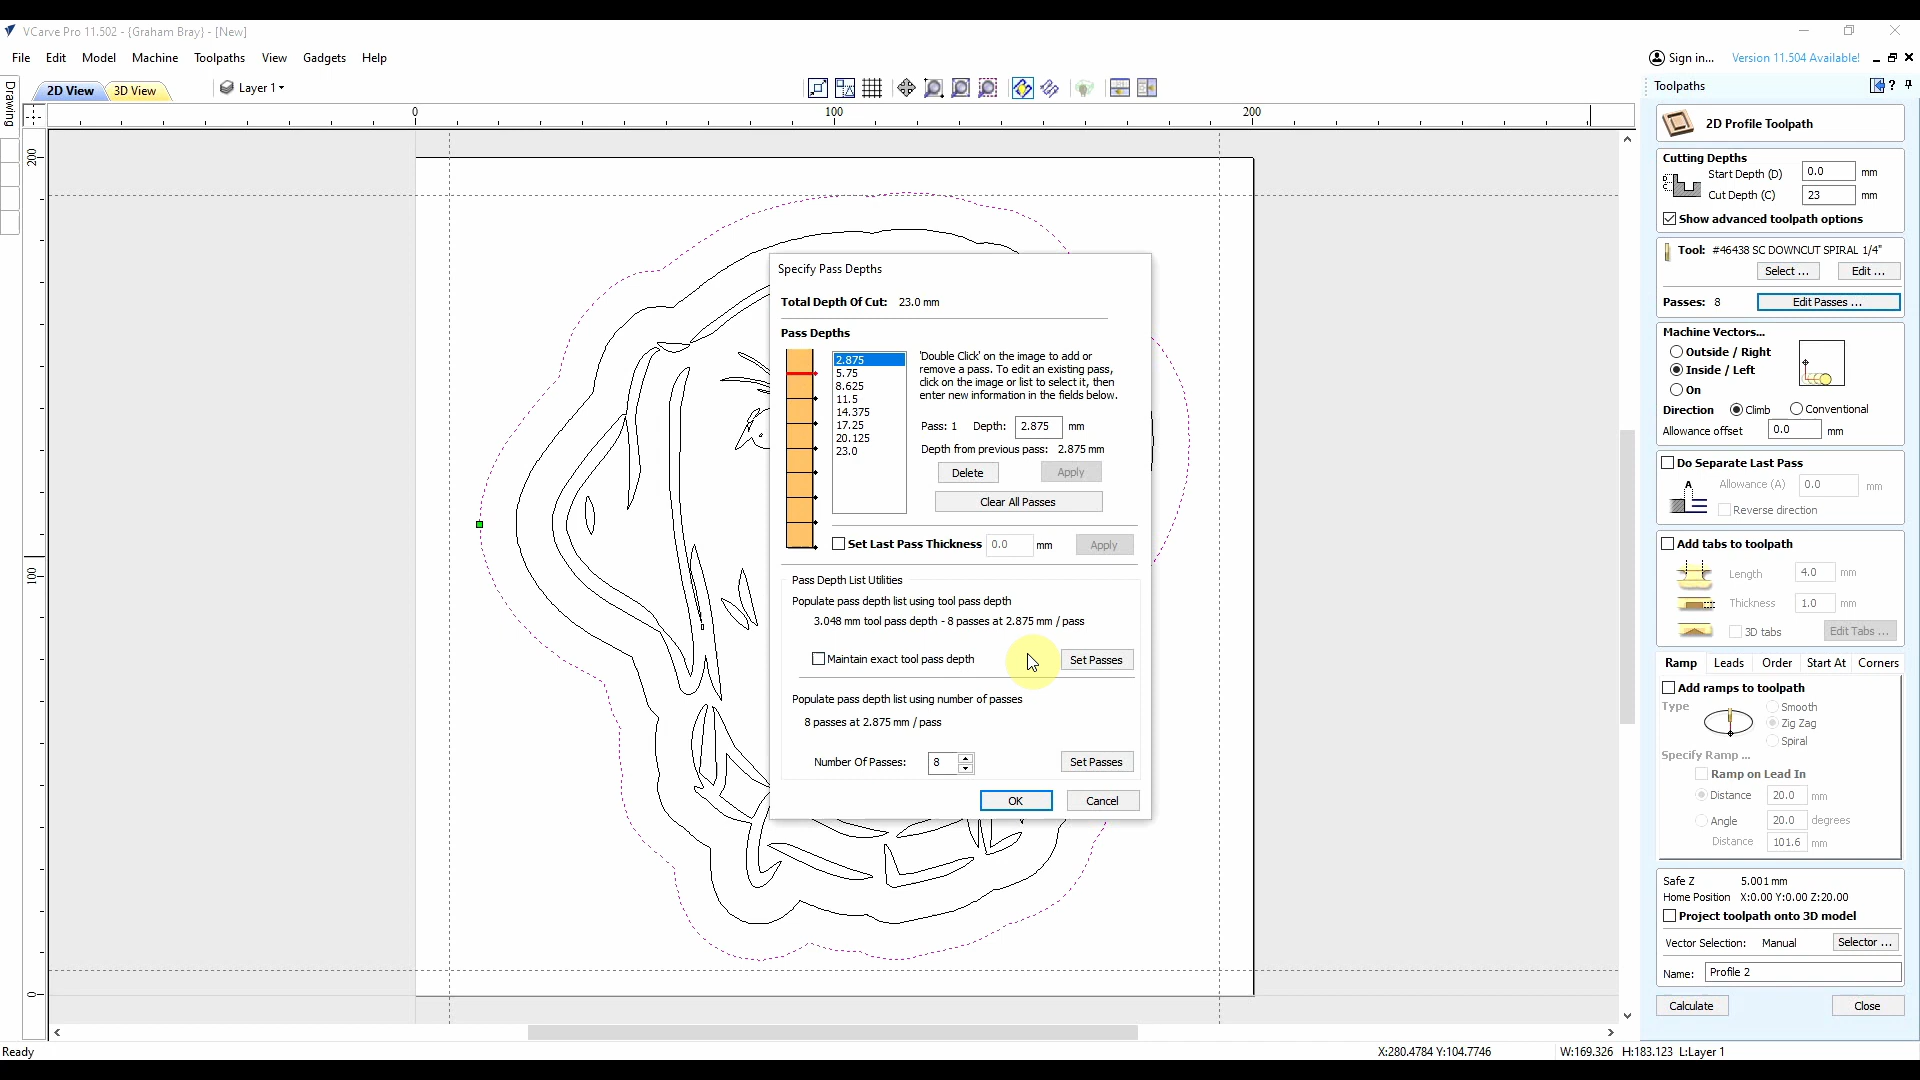 VCarve Pro 11.502 - {Graham Bray} - [New]
File Edit Model Machine Toolpaths View Gadgets Help
Sign in... Version 11.504 Available!
Drawing
2D View 3D View Layer 1
Toolpaths
0 100 200
200
100
0
2D Profile Toolpath
Cutting Depths
Start Depth (D) 0.0 mm
Cut Depth (C) 23 mm
Show advanced toolpath options
Tool: #46438 SC DOWNCUT SPIRAL 1/4"
Select ... Edit ...
Passes: 8 Edit Passes ...
Machine Vectors...
Outside / Right
Inside / Left
On
Direction Climb Conventional
Allowance offset 0.0 mm
Do Separate Last Pass
A Allowance (A) 0.0 mm
Reverse direction
Add tabs to toolpath
Length 4.0 mm
Thickness 1.0 mm
3D tabs Edit Tabs ...
Ramp Leads Order Start At Corners
Add ramps to toolpath
Type Smooth
Zig Zag
Spiral
Specify Ramp ...
Ramp on Lead In
Distance 20.0 mm
Angle 20.0 degrees
Distance 101.6 mm
Safe Z 5.001 mm
Home Position X:0.00 Y:0.00 Z:20.00
Project toolpath onto 3D model
Vector Selection: Manual Selector ...
Name: Profile 2
Calculate Close
Specify Pass Depths
Total Depth Of Cut: 23.0 mm
Pass Depths
2.875
5.75
8.625
11.5
14.375
17.25
20.125
23.0
'Double Click' on the image to add or
remove a pass. To edit an existing pass,
click on the image or list to select it, then
enter new information in the fields below.
Pass: 1 Depth: 2.875 mm
Depth from previous pass: 2.875 mm
Delete Apply
Clear All Passes
Set Last Pass Thickness 0.0 mm Apply
Pass Depth List Utilities
Populate pass depth list using tool pass depth
3.048 mm tool pass depth - 8 passes at 2.875 mm / pass
Maintain exact tool pass depth Set Passes
Populate pass depth list using number of passes
8 passes at 2.875 mm / pass
Number Of Passes: 8 Set Passes
OK Cancel
Ready X:280.4784 Y:104.7746 W:169.326 H:183.123 L:Layer 1